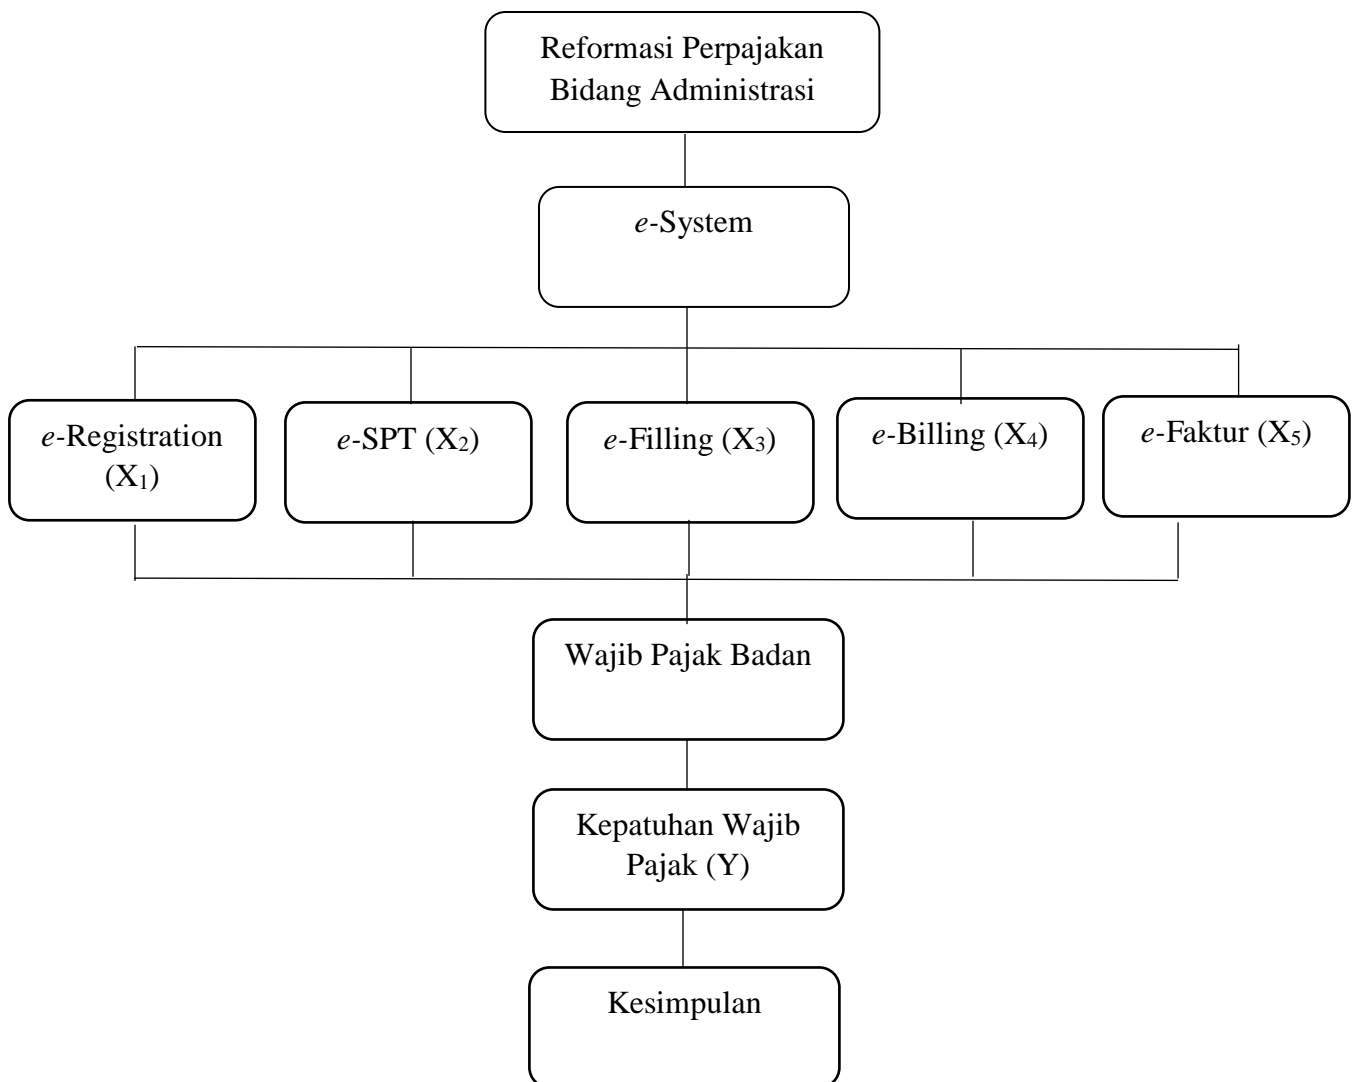 Reformasi Perpajakan
Bidang Administrasi
e-System
e-Registration
(X₁)
e-SPT (X₂)
e-Filling (X₃)
e-Billing (X₄)
e-Faktur (X₅)
Wajib Pajak Badan
Kepatuhan Wajib
Pajak (Y)
Kesimpulan